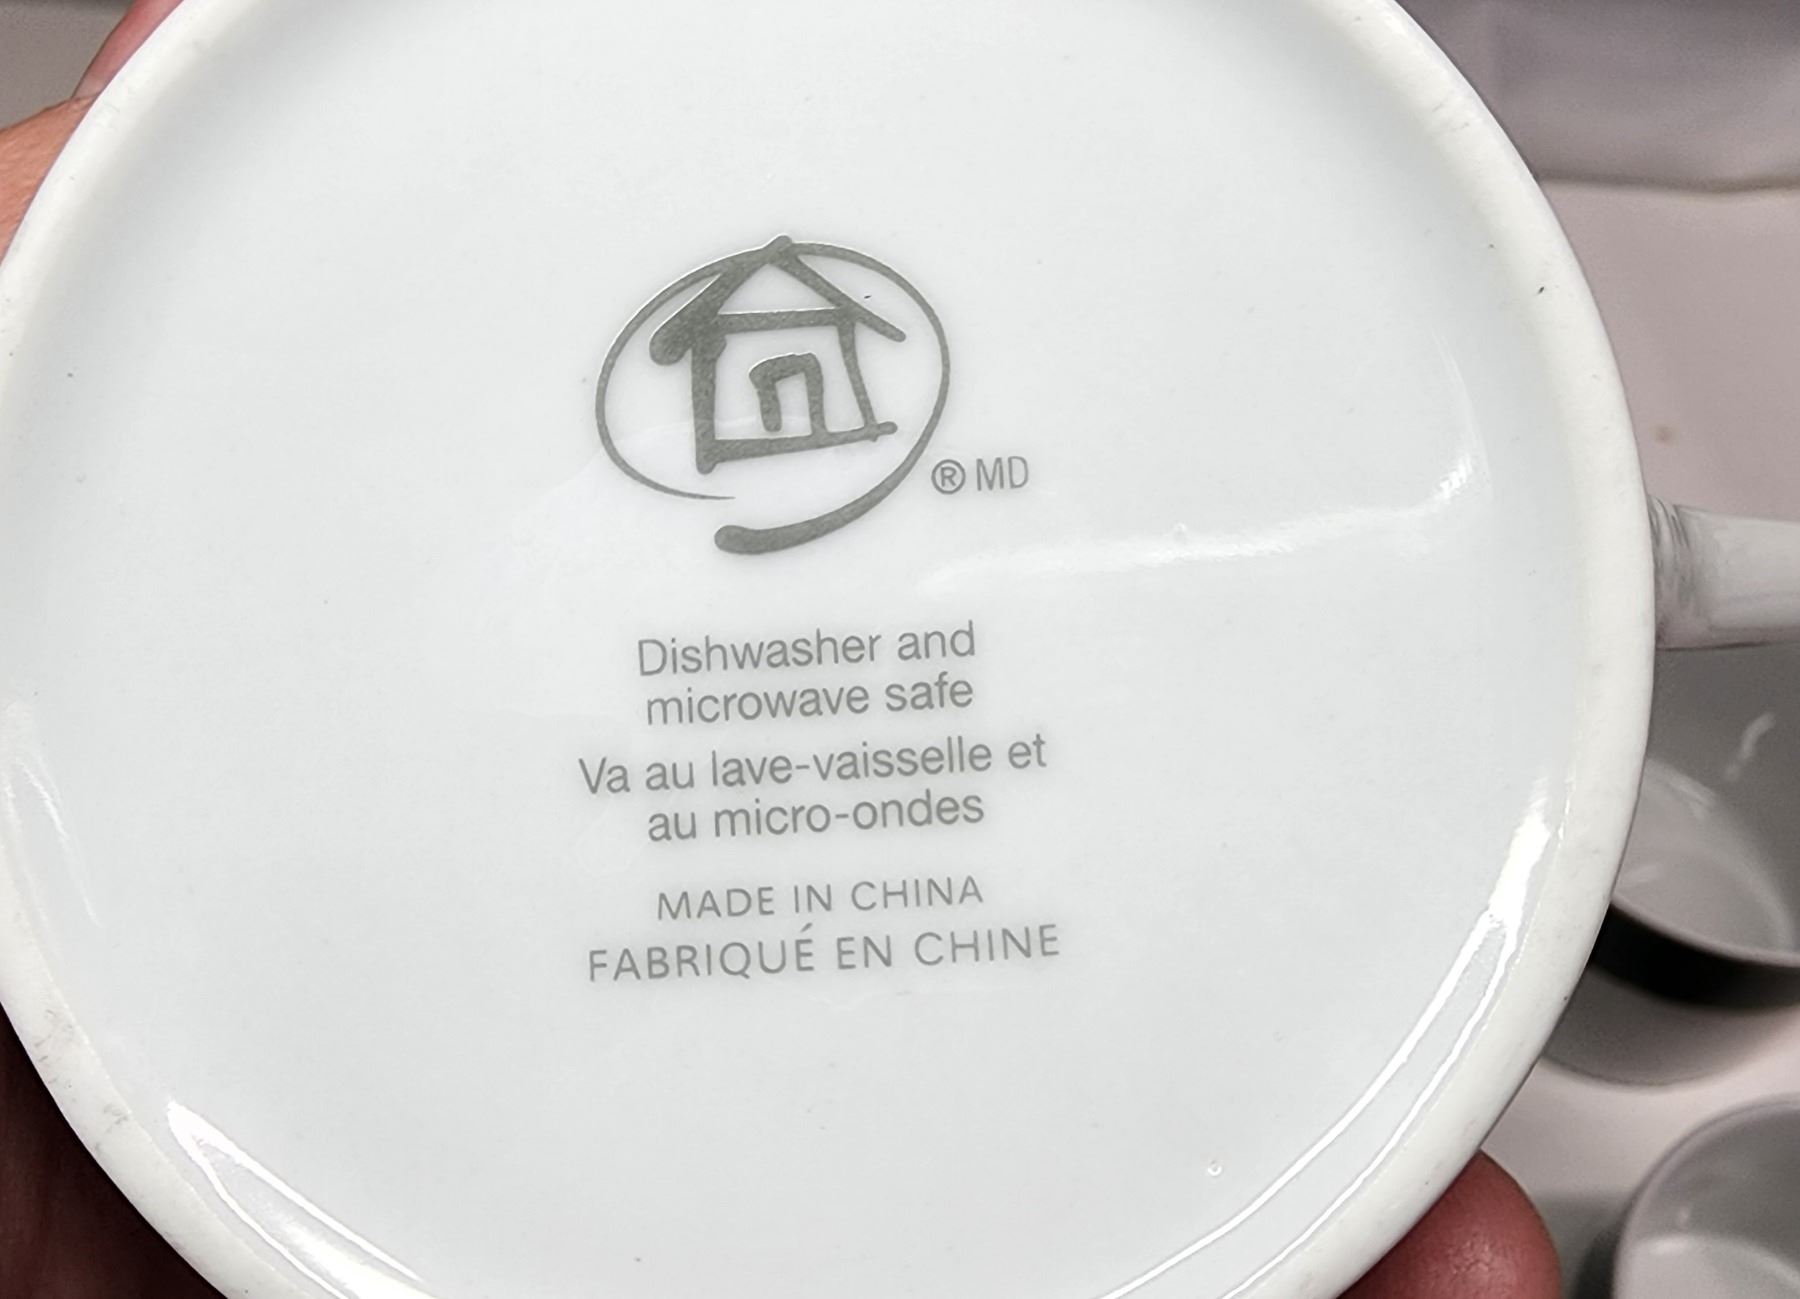 ® MD
Dishwasher and
microwave safe
Va au lave-vaisselle et
au micro-ondes
MADE IN CHINA
FABRIQUÉ EN CHINE